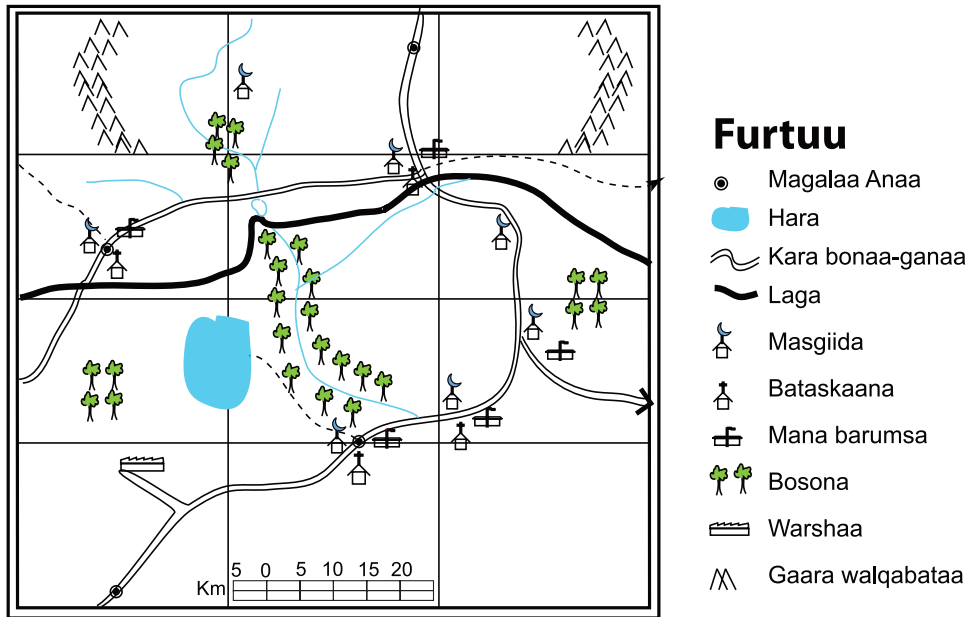 Furtuu
Magalaa Anaa
Hara
Kara bonaa-ganaa
Laga
Masgiida
Bataskaana
Mana barumsa
Bosona
Warshaa
Gaara walqabataa
5 0 5 10 15 20
Km